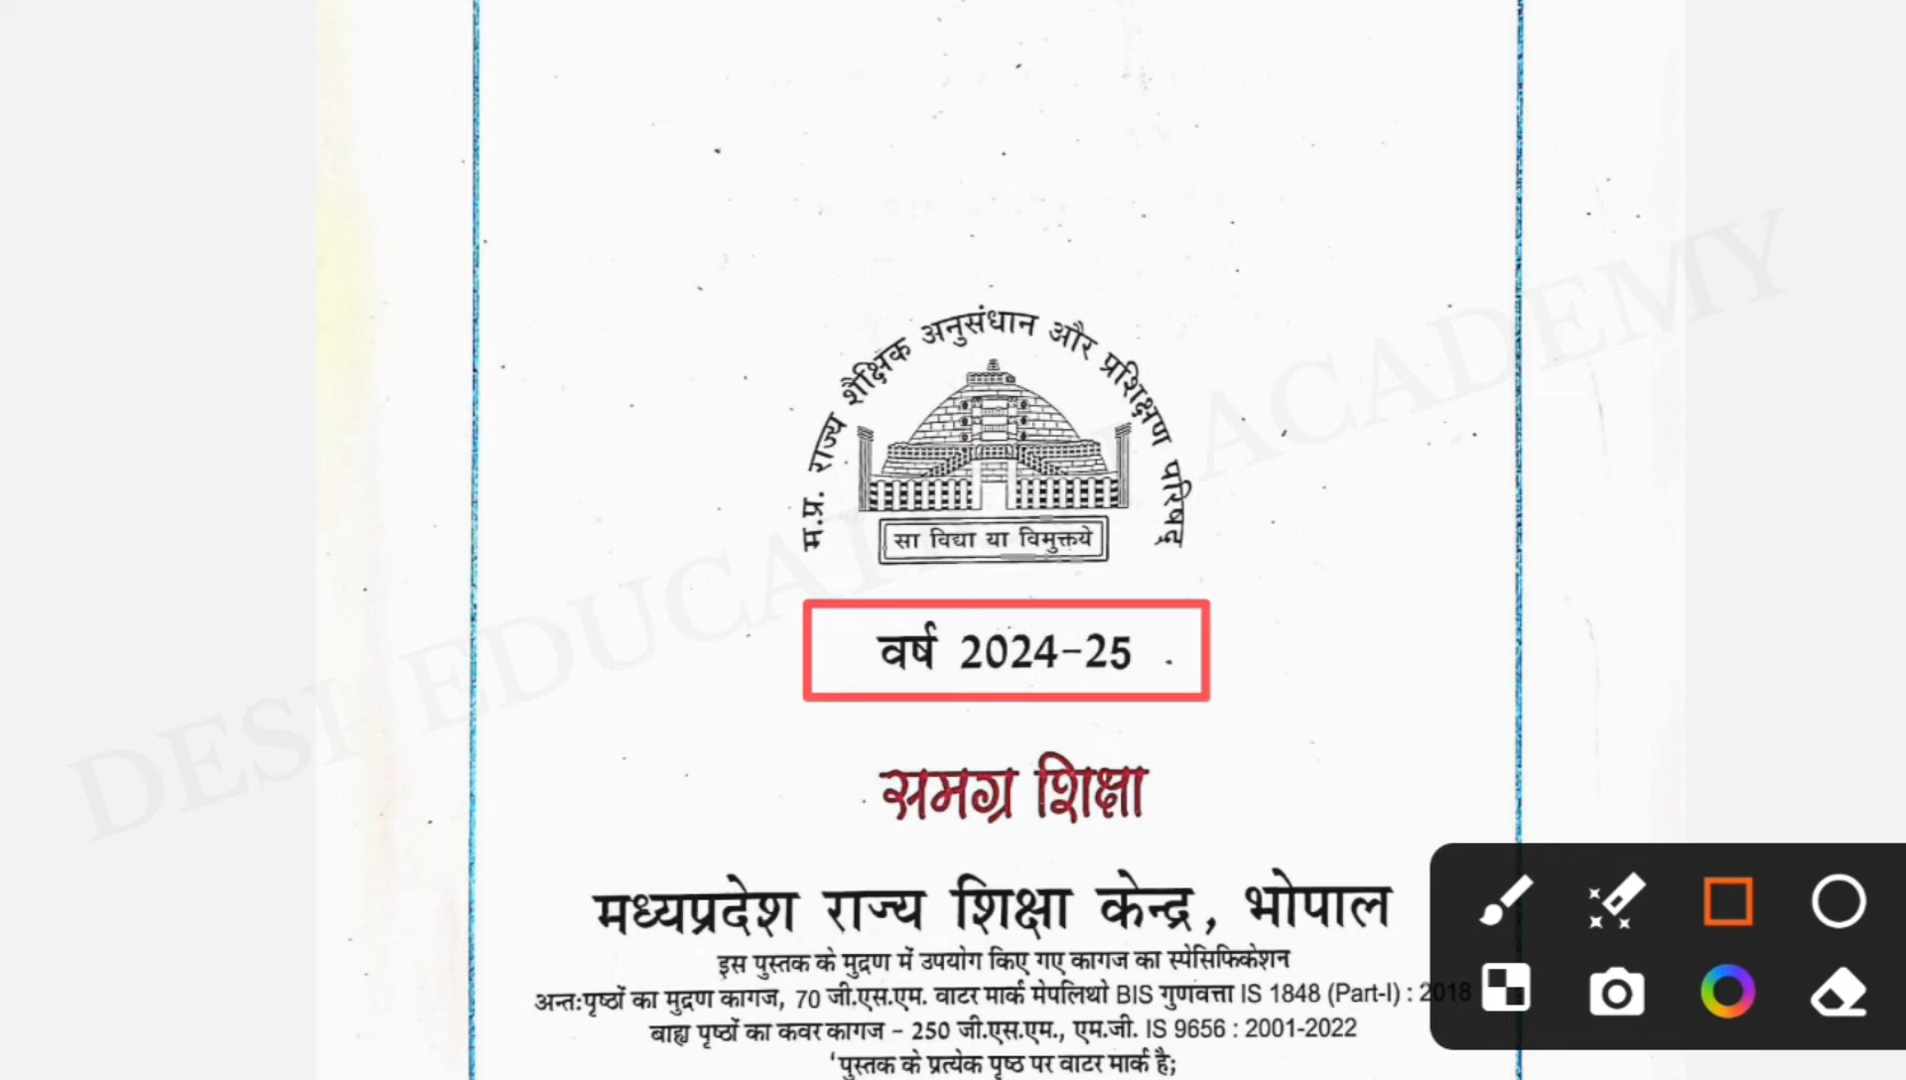 म.प्र. राज्य शैक्षिक अनुसंधान और प्रशिक्षण परिषद्
सा विद्या या विमुक्तये
वर्ष 2024-25
समग्र शिक्षा
मध्यप्रदेश राज्य शिक्षा केन्द्र, भोपाल
इस पुस्तक के मुद्रण में उपयोग किए गए कागज का स्पेसिफिकेशन
अन्तःपृष्ठों का मुद्रण कागज, 70 जी.एस.एम. वाटर मार्क मेपलिथो BIS गुणवत्ता IS 1848 (Part-I) : 2018
बाह्य पृष्ठों का कवर कागज – 250 जी.एस.एम., एम.जी. IS 9656 : 2001-2022
'पुस्तक के प्रत्येक पृष्ठ पर वाटर मार्क है;
DESI EDUCATION ACADEMY